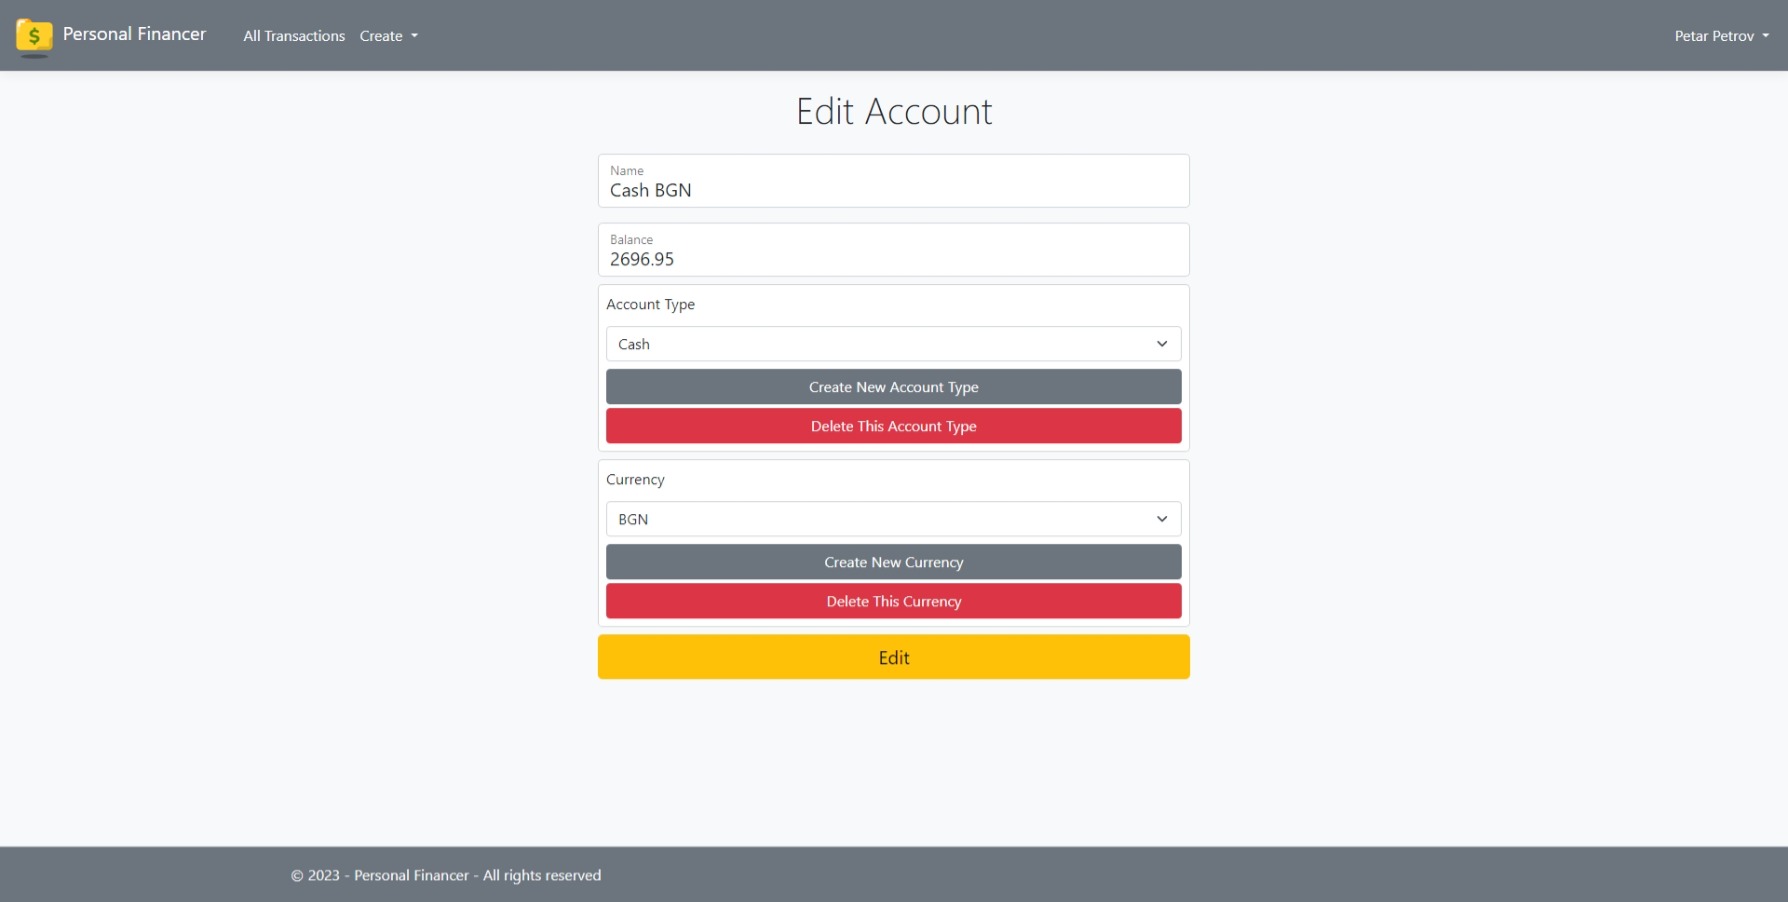 $ Personal Financer All Transactions Create Petar Petrov
Edit Account
Name
Cash BGN
Balance
2696.95
Account Type
Cash
Create New Account Type
Delete This Account Type
Currency
BGN
Create New Currency
Delete This Currency
Edit
© 2023 - Personal Financer - All rights reserved